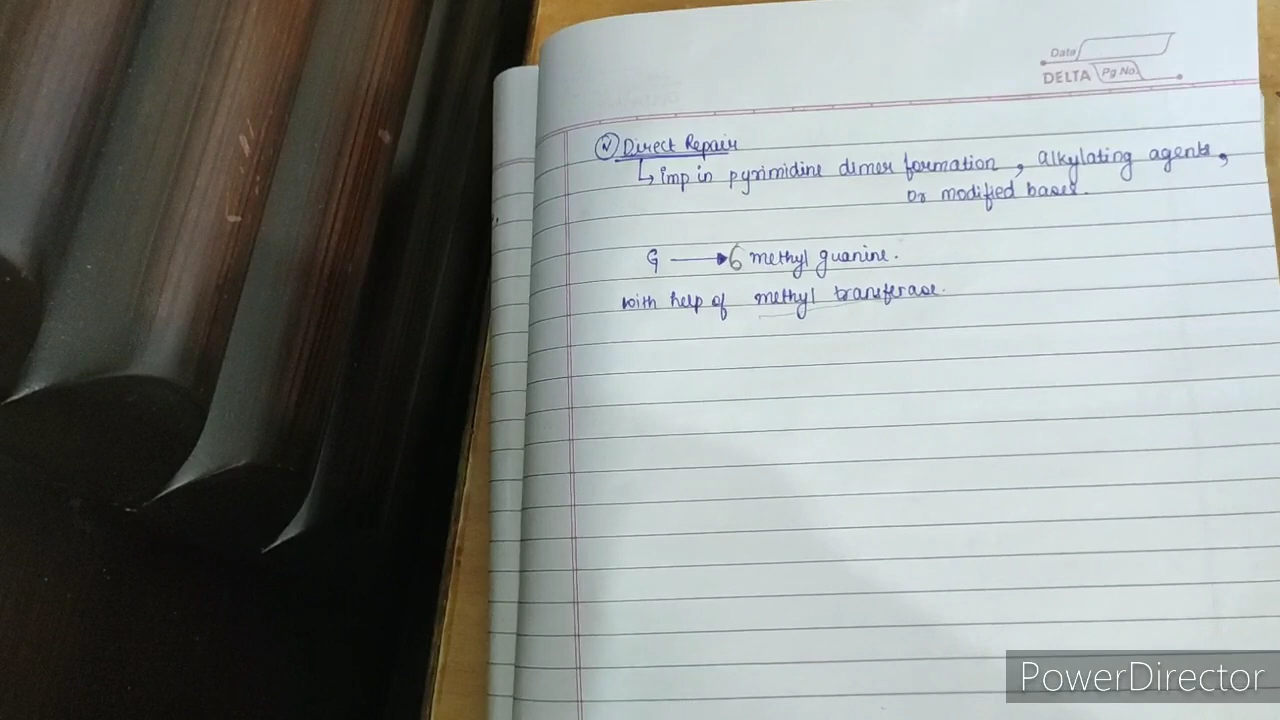 Date
DELTA Pg No.
Direct Repair
↳ imp in pyrimidine dimer formation, alkylating agents,
or modified bases.
G → 6 methyl guanine.
with help of methyl transferase.
PowerDirector